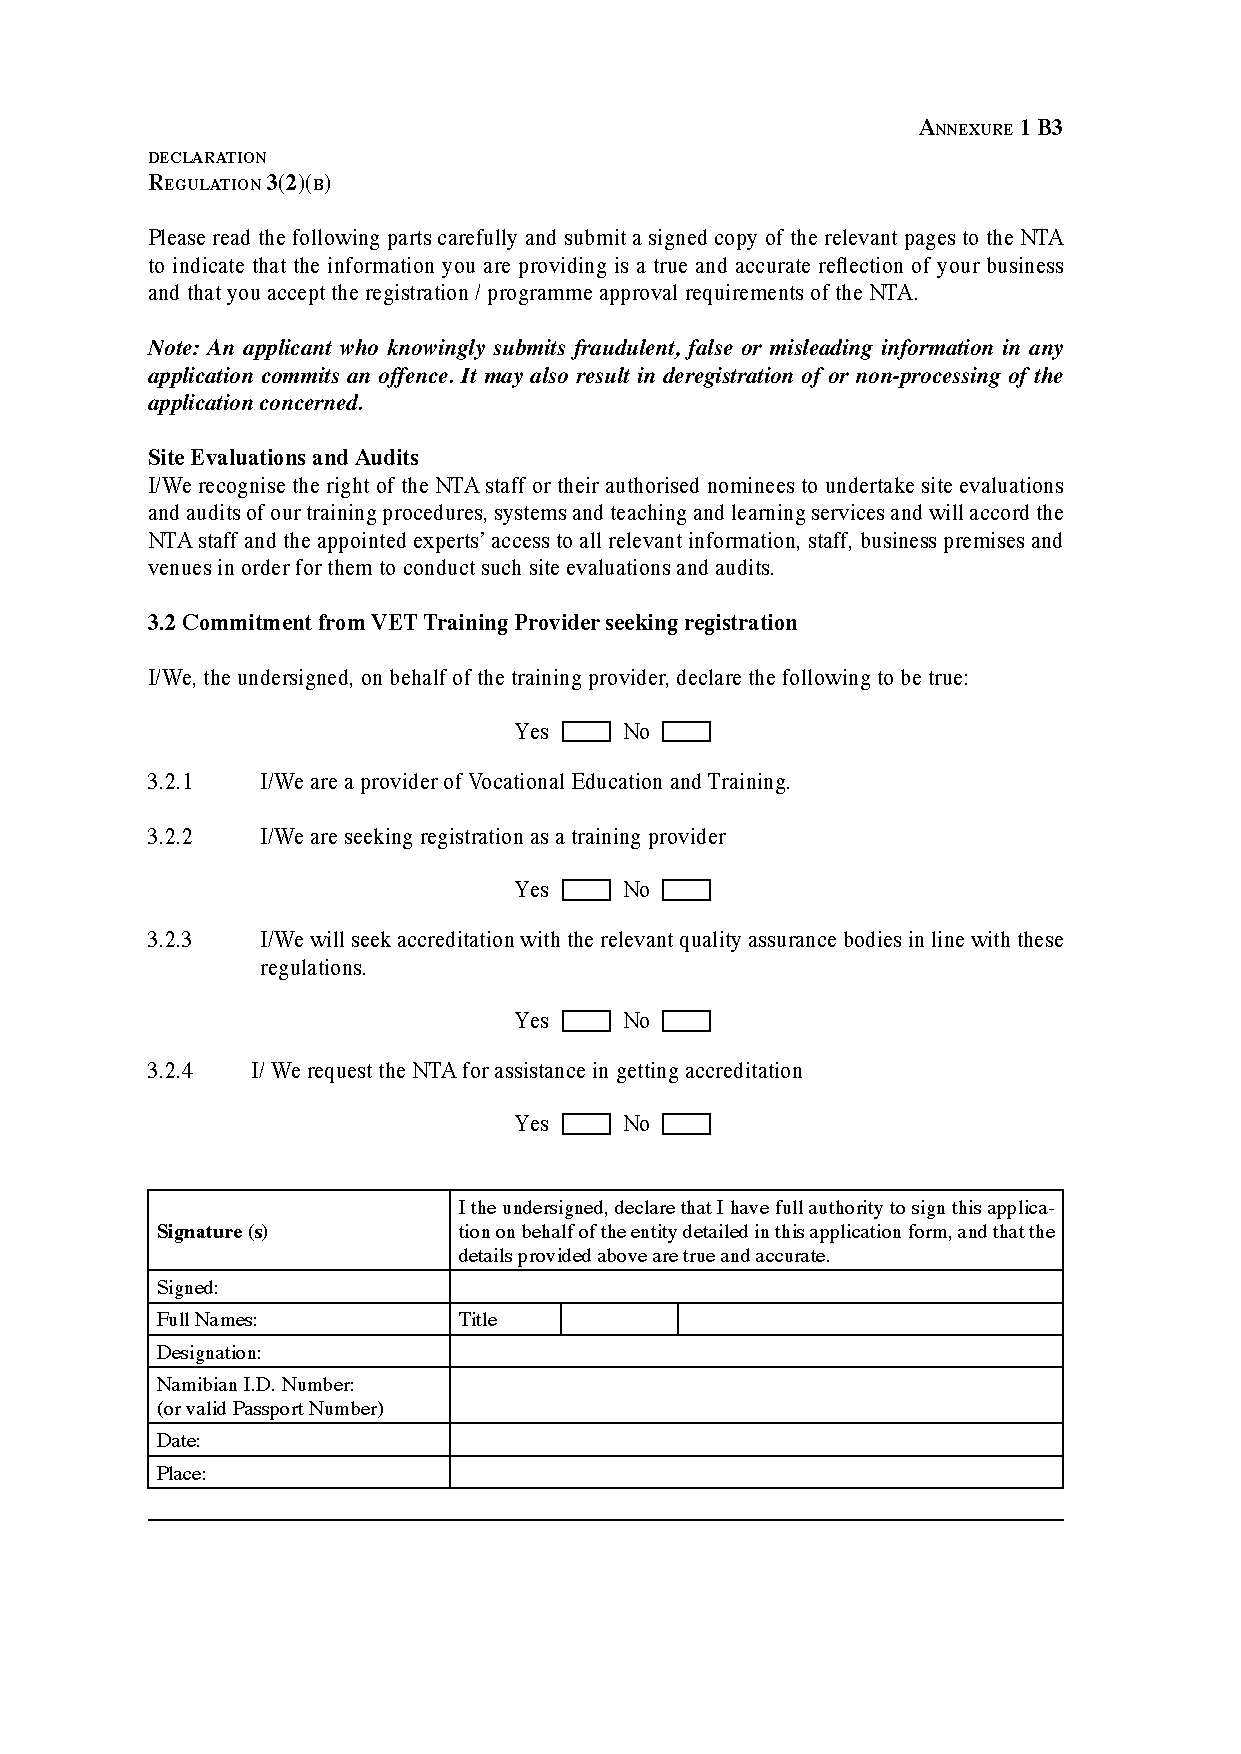 Annexure 1 B3
declaration
Regulation 3(2)(b)
Please read the following parts carefully and submit a signed copy of the relevant pages to the NTA
to indicate that the information you are providing is a true and accurate reflection of your business
and that you accept the registration / programme approval requirements of the NTA.
Note: An applicant who knowingly submits fraudulent, false or misleading information in any
application commits an offence. It may also result in deregistration of or non-processing of the
application concerned.
Site Evaluations and Audits
I/We recognise the right of the NTA staff or their authorised nominees to undertake site evaluations
and audits of our training procedures, systems and teaching and learning services and will accord the
NTA staff and the appointed experts’ access to all relevant information, staff, business premises and
venues in order for them to conduct such site evaluations and audits.
3.2 Commitment from VET Training Provider seeking registration
I/We, the undersigned, on behalf of the training provider, declare the following to be true:
Yes No
3.2.1 I/We are a provider of Vocational Education and Training.
3.2.2 I/We are seeking registration as a training provider
Yes No
3.2.3 I/We will seek accreditation with the relevant quality assurance bodies in line with these
regulations.
Yes No
3.2.4 I/ We request the NTA for assistance in getting accreditation
Yes No
Signature (s)
I the undersigned, declare that I have full authority to sign this applica-
tion on behalf of the entity detailed in this application form, and that the
details provided above are true and accurate.
Signed:
Full Names: Title
Designation:
Namibian I.D. Number:
(or valid Passport Number)
Date:
Place: